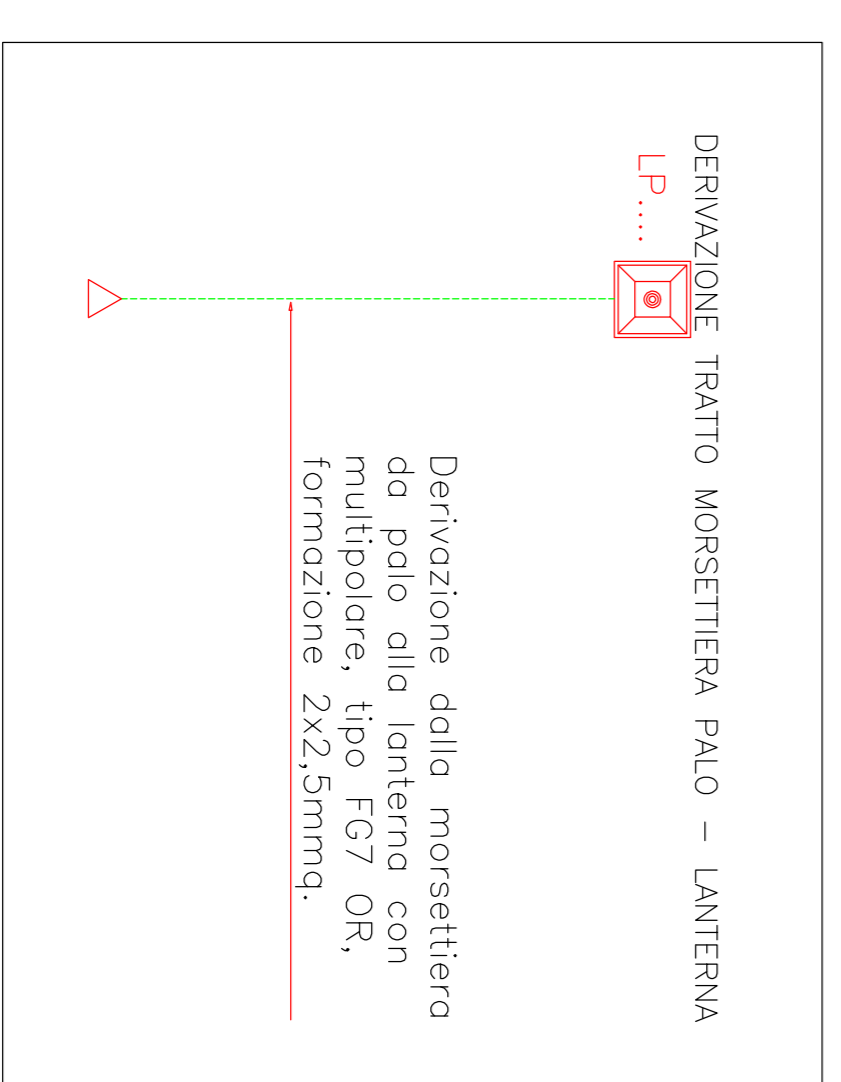 DERIVAZIONE TRATTO MORSETTIERA PALO – LANTERNA
LP....
Derivazione dalla morsettiera
da palo alla lanterna con
multipolare, tipo FG7 OR,
formazione 2x2,5mmq.